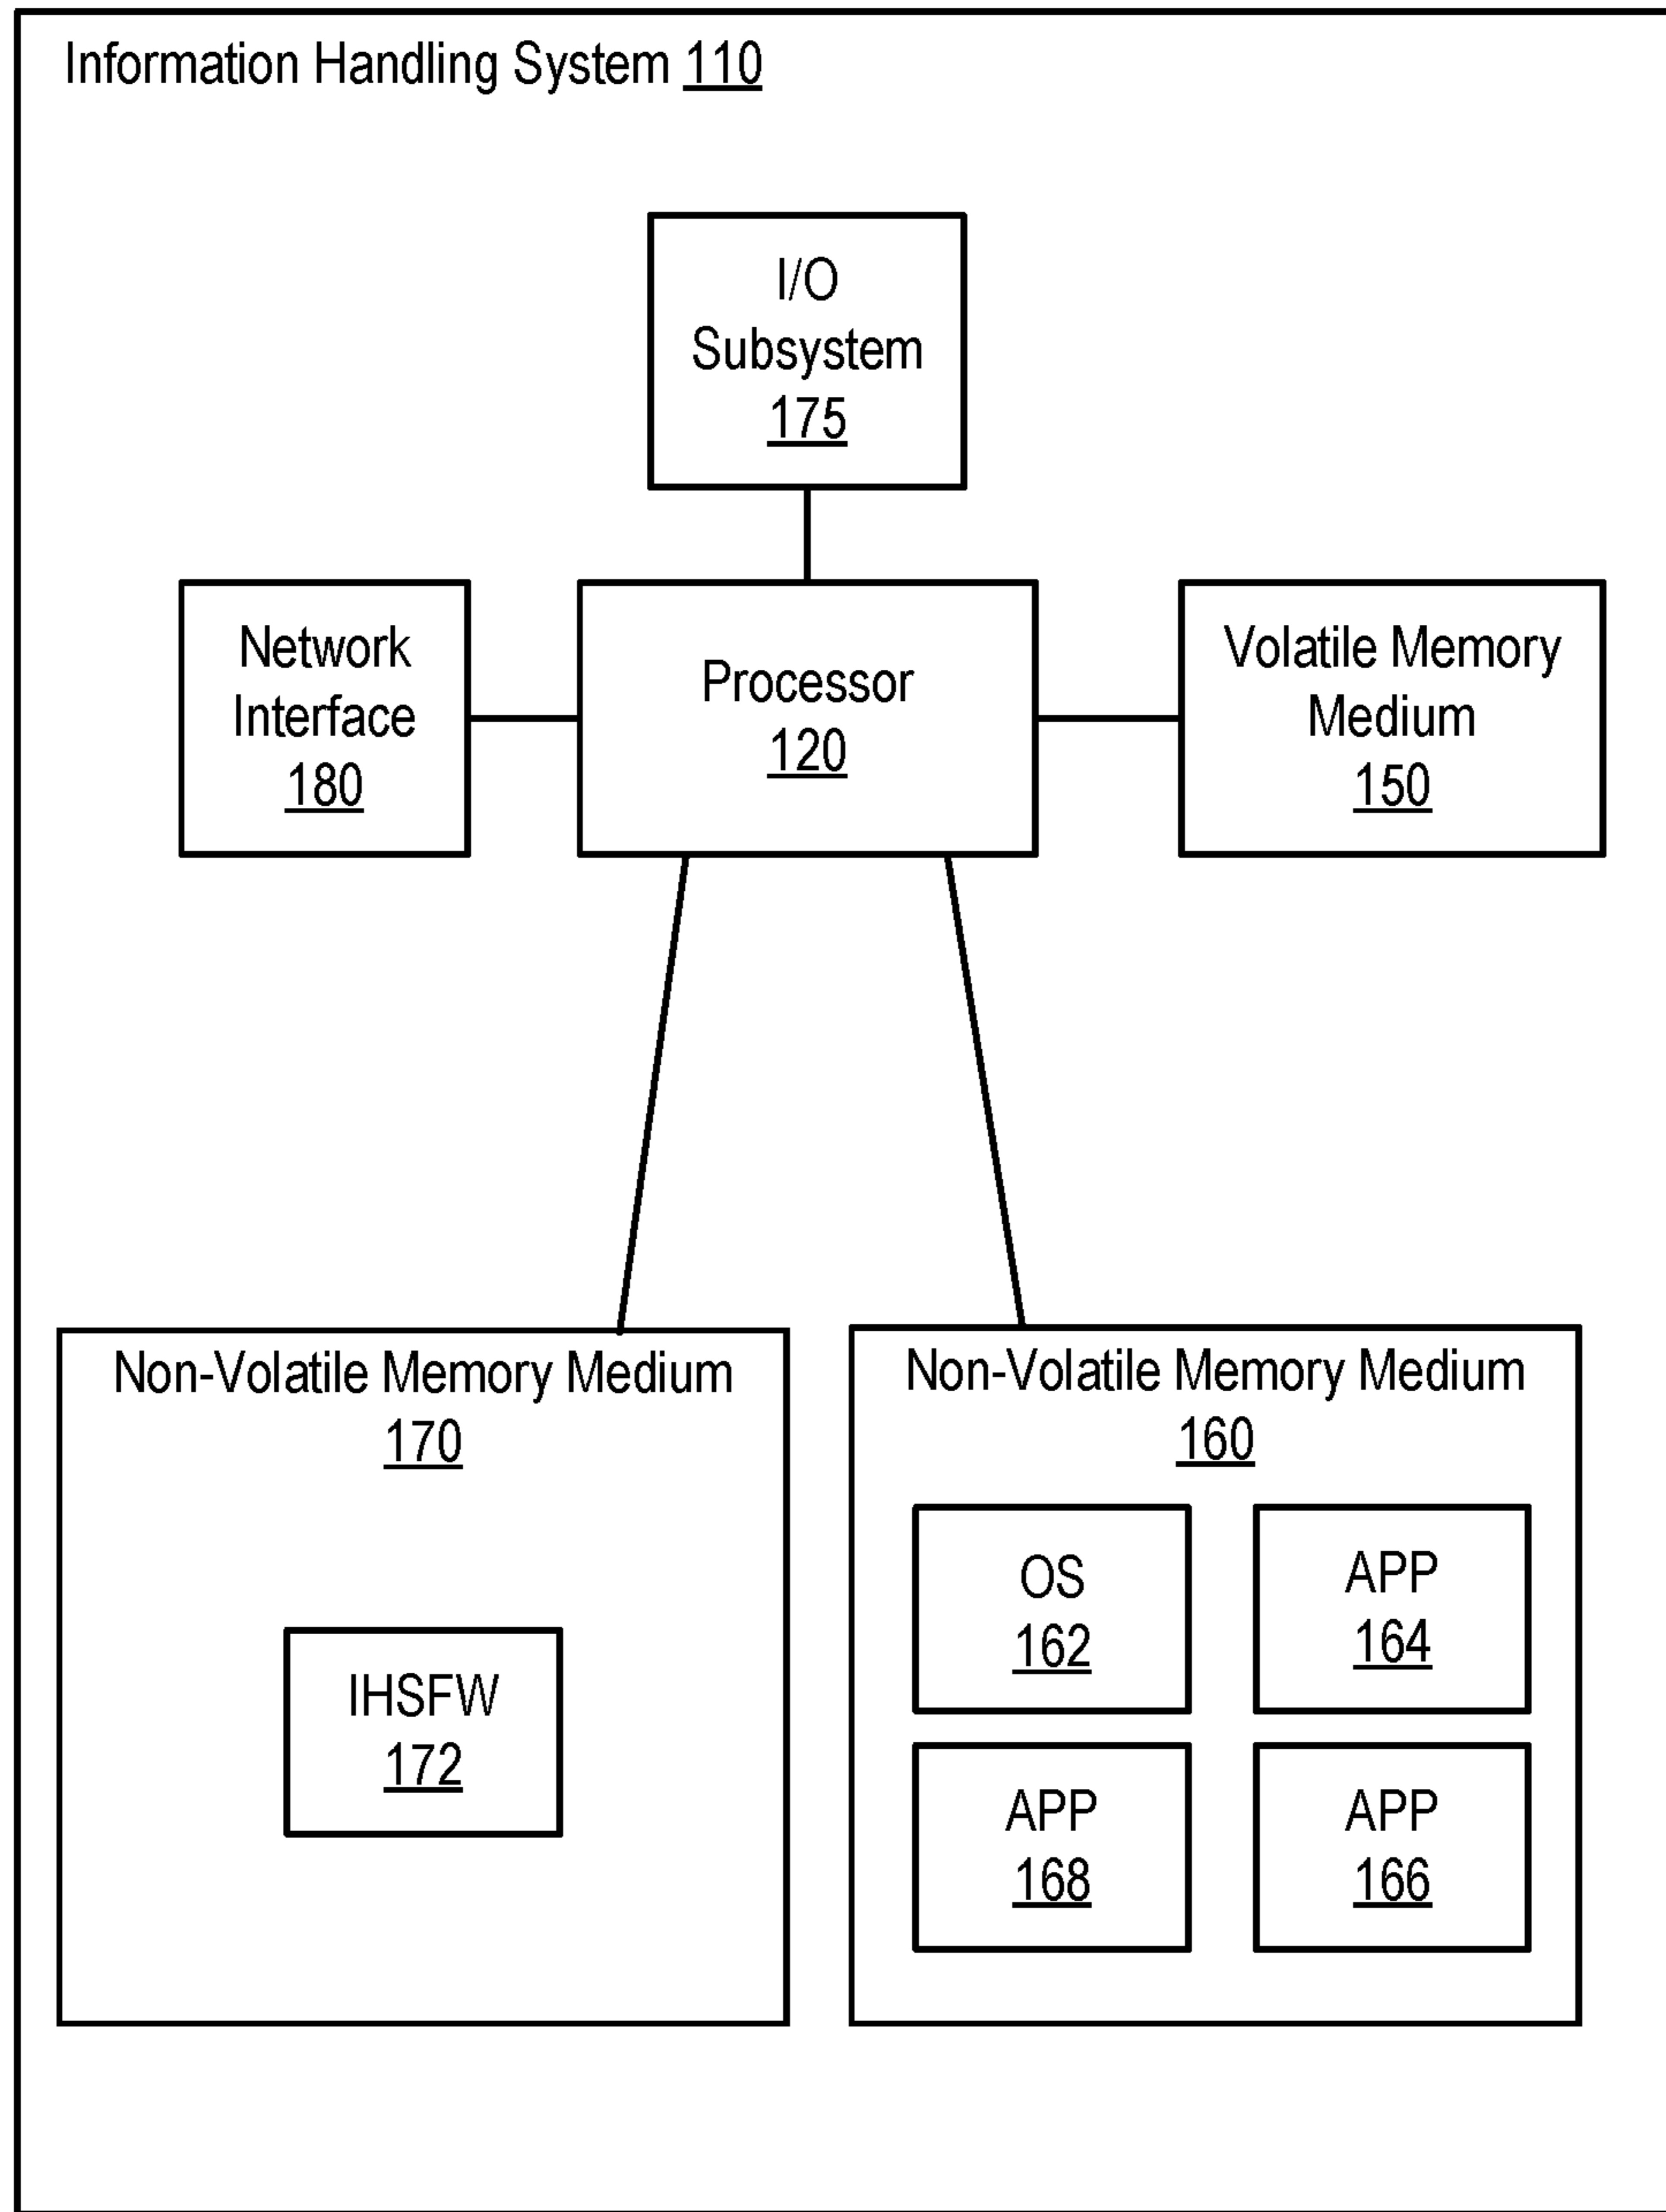 Information Handling System 110
I/O
Subsystem
175
Network
Interface
180
Processor
120
Volatile Memory
Medium
150
Non-Volatile Memory Medium
170
IHSFW
172
Non-Volatile Memory Medium
160
OS
162
APP
164
APP
168
APP
166